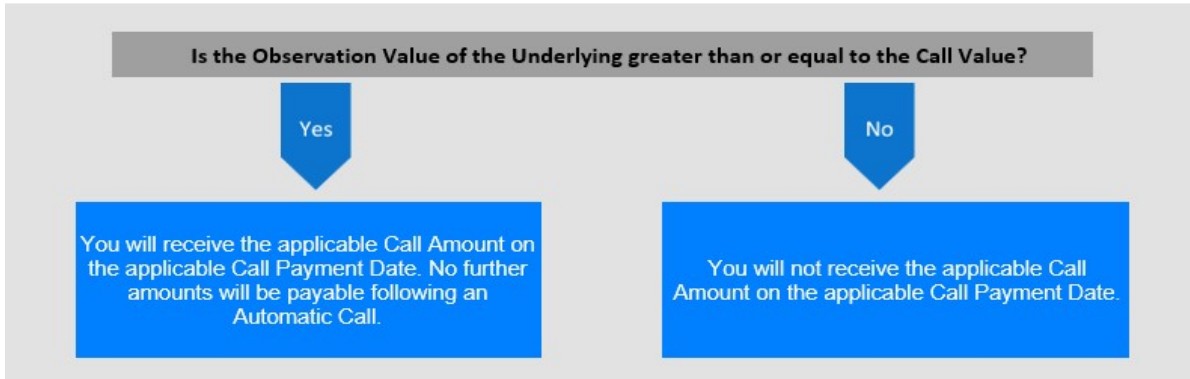 Is the Observation Value of the Underlying greater than or equal to the Call Value?
Yes
No
You will receive the applicable Call Amount on
the applicable Call Payment Date. No further
amounts will be payable following an
Automatic Call.
You will not receive the applicable Call
Amount on the applicable Call Payment Date.